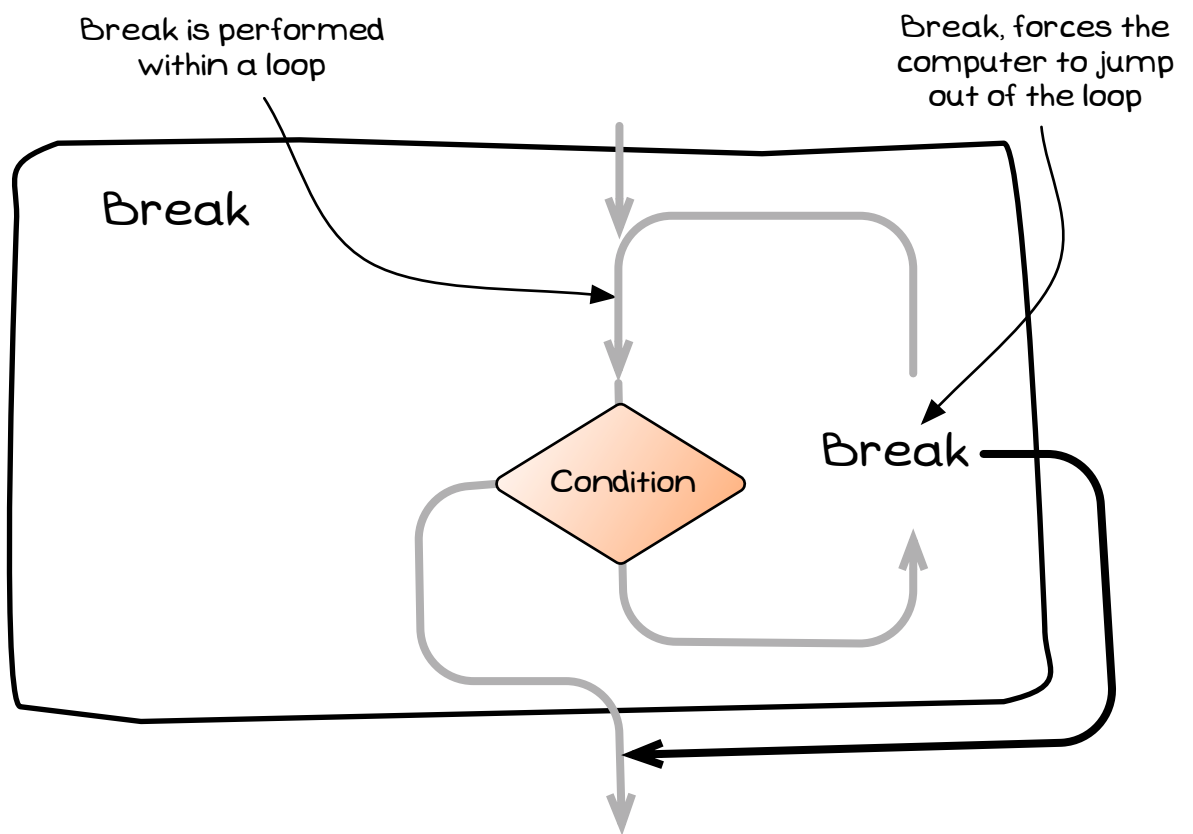 Break is performed
within a loop
Break, forces the
computer to jump
out of the loop
Break
Break
Condition